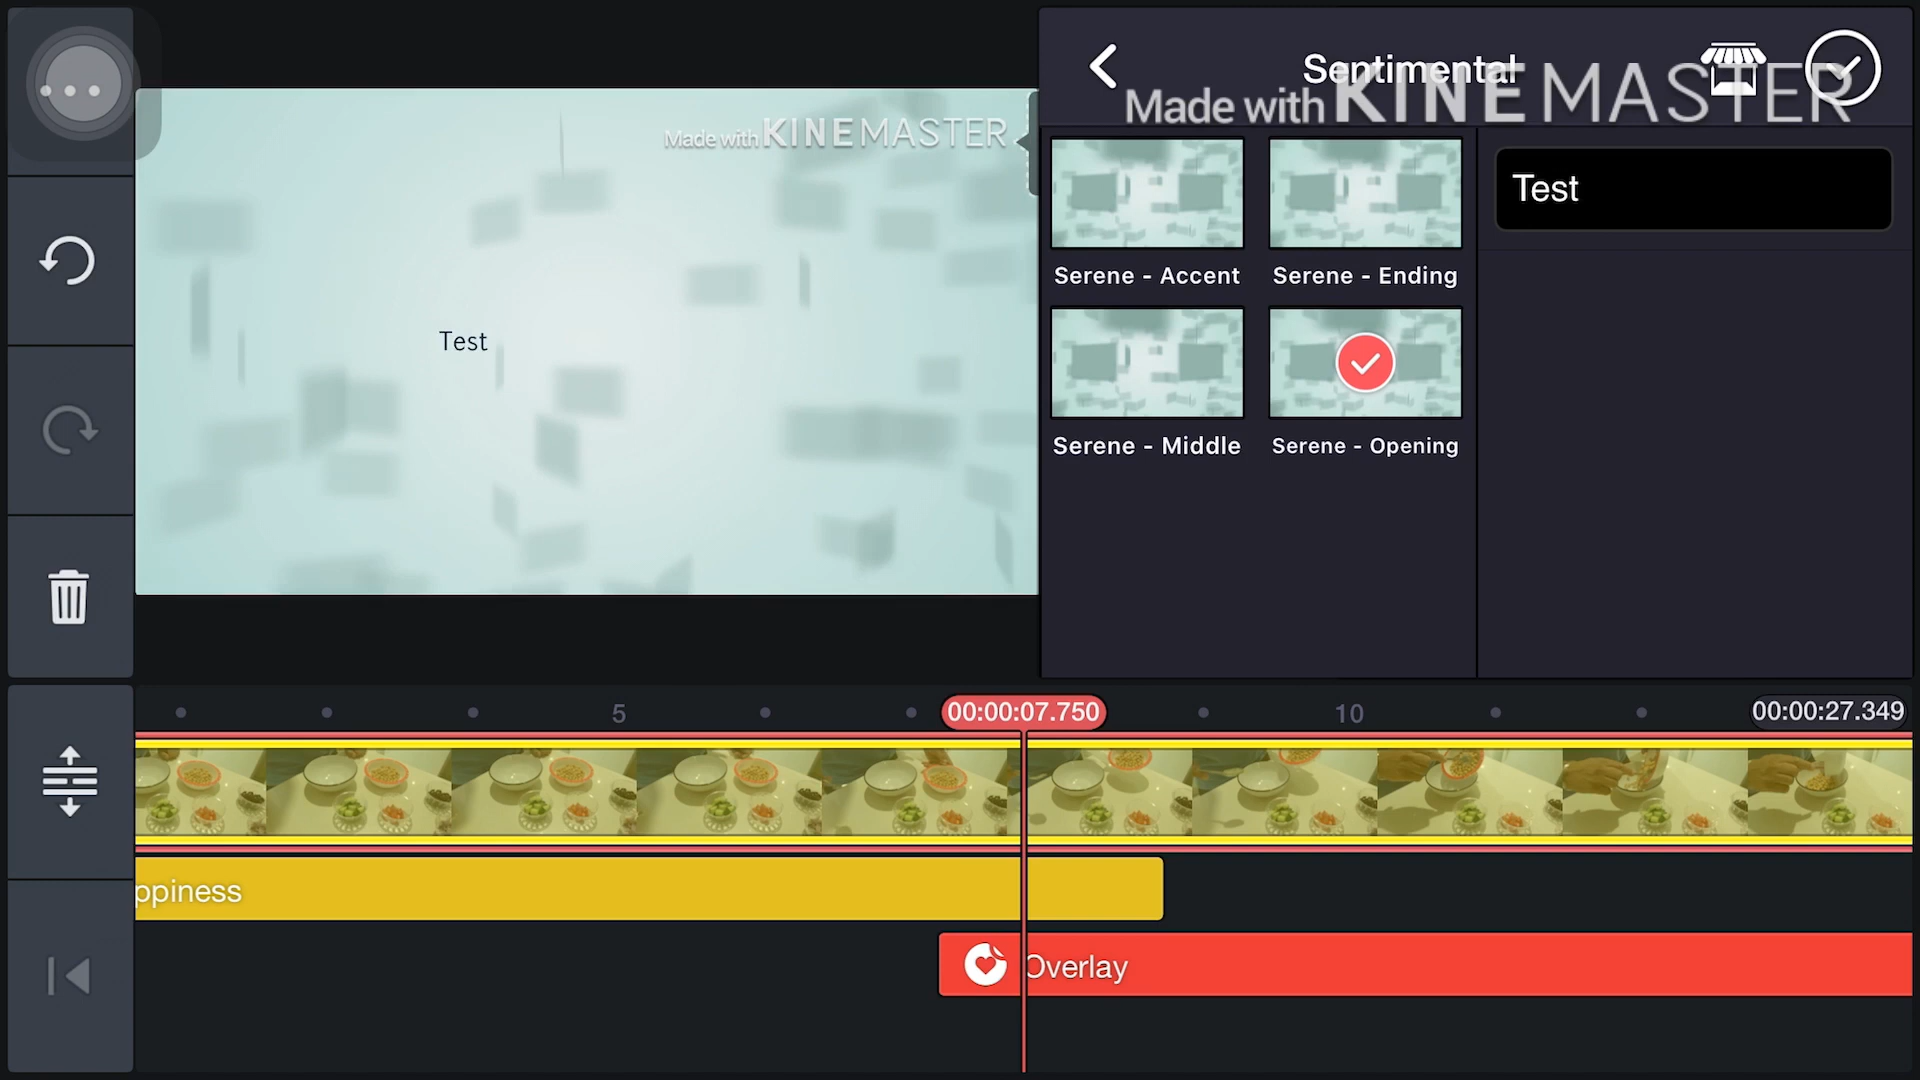 Sentimental
Made with KINEMASTER
Made with KINEMASTER
Test
Test
Serene - Accent
Serene - Ending
Serene - Middle
Serene - Opening
5
00:00:07.750
10
00:00:27.349
ppiness
Overlay